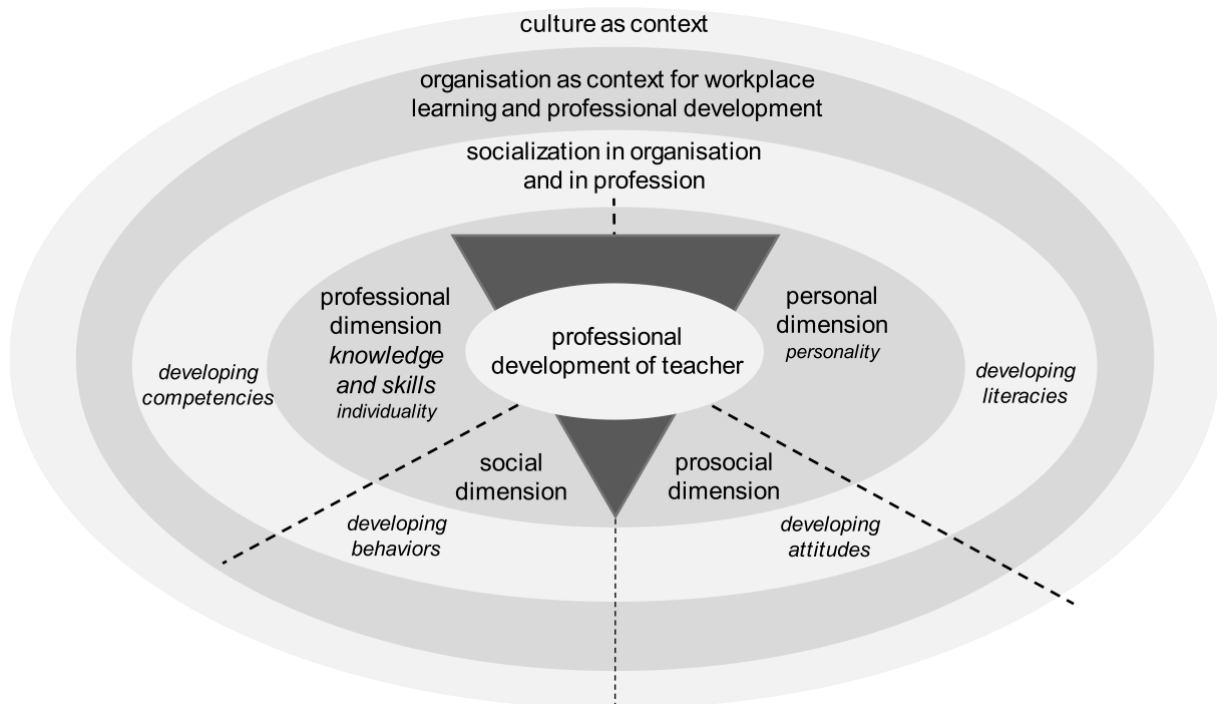 culture as context
organisation as context for workplace
learning and professional development
socialization in organisation
and in profession
professional
dimension
knowledge
and skills
individuality
personal
dimension
personality
professional
development of teacher
developing
competencies
developing
literacies
social
dimension
prosocial
dimension
developing
behaviors
developing
attitudes